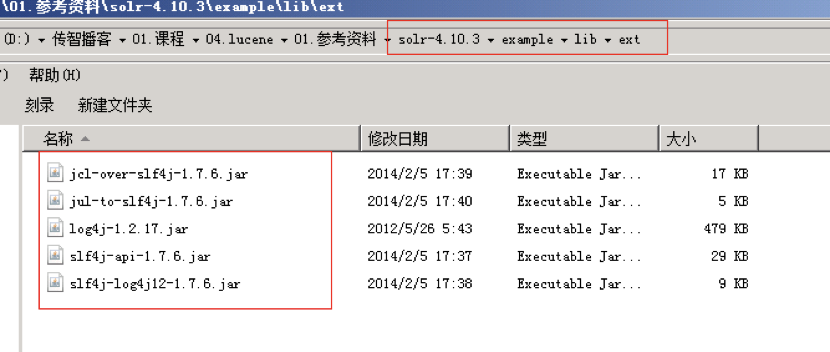 \01.参考资料\solr-4.10.3\example\lib\ext
(D:) ▾ 传智播客 ▾ 01.课程 ▾ 04.lucene ▾ 01.参考资料 ▾ solr-4.10.3 ▾ example ▾ lib ▾ ext
) 帮助(H)
刻录 新建文件夹
名称 修改日期 类型 大小
jcl-over-slf4j-1.7.6.jar 2014/2/5 17:39 Executable Jar... 17 KB
jul-to-slf4j-1.7.6.jar 2014/2/5 17:40 Executable Jar... 5 KB
log4j-1.2.17.jar 2012/5/26 5:43 Executable Jar... 479 KB
slf4j-api-1.7.6.jar 2014/2/5 17:37 Executable Jar... 29 KB
slf4j-log4j12-1.7.6.jar 2014/2/5 17:38 Executable Jar... 9 KB